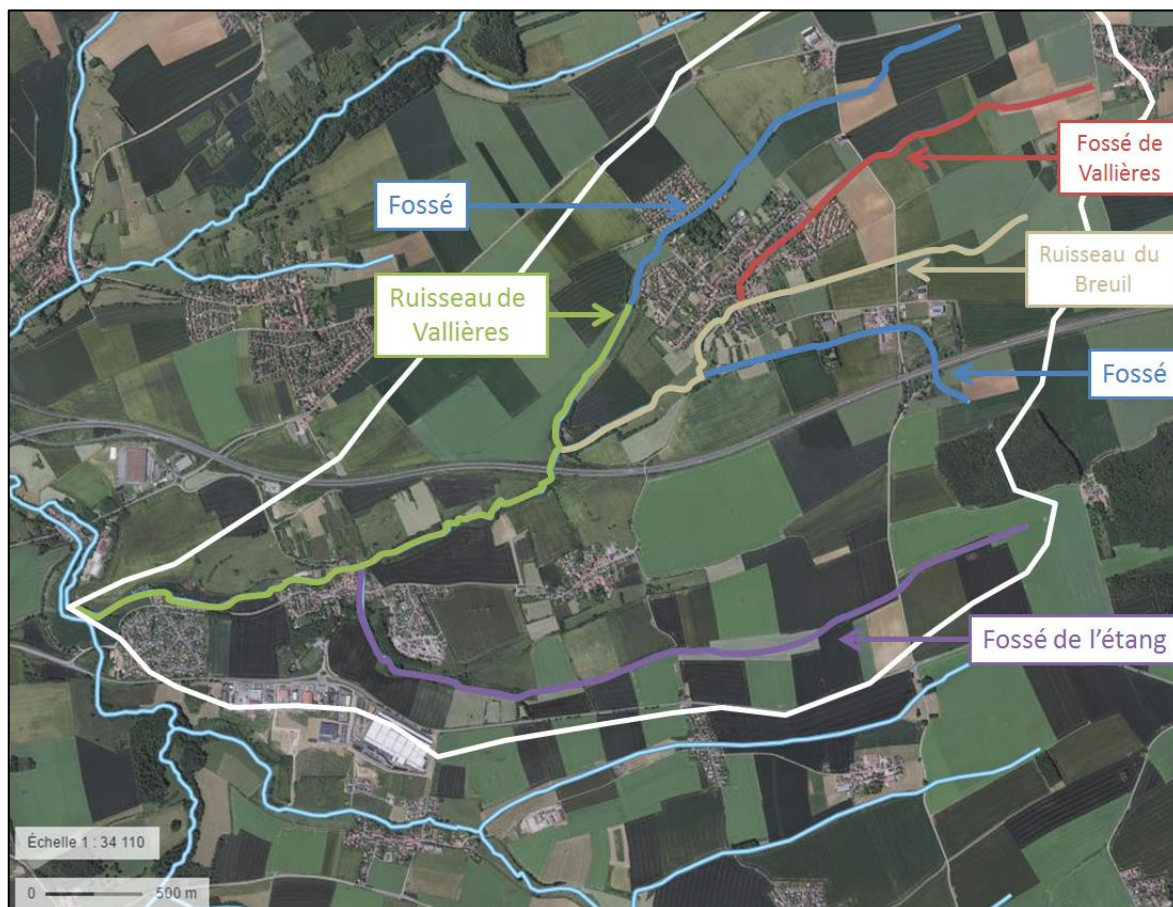 Fossé de
Vallières
Fossé
Ruisseau du
Breuil
Ruisseau de
Vallières
Fossé
Fossé de l'étang
Échelle 1 : 34 110
0 500 m